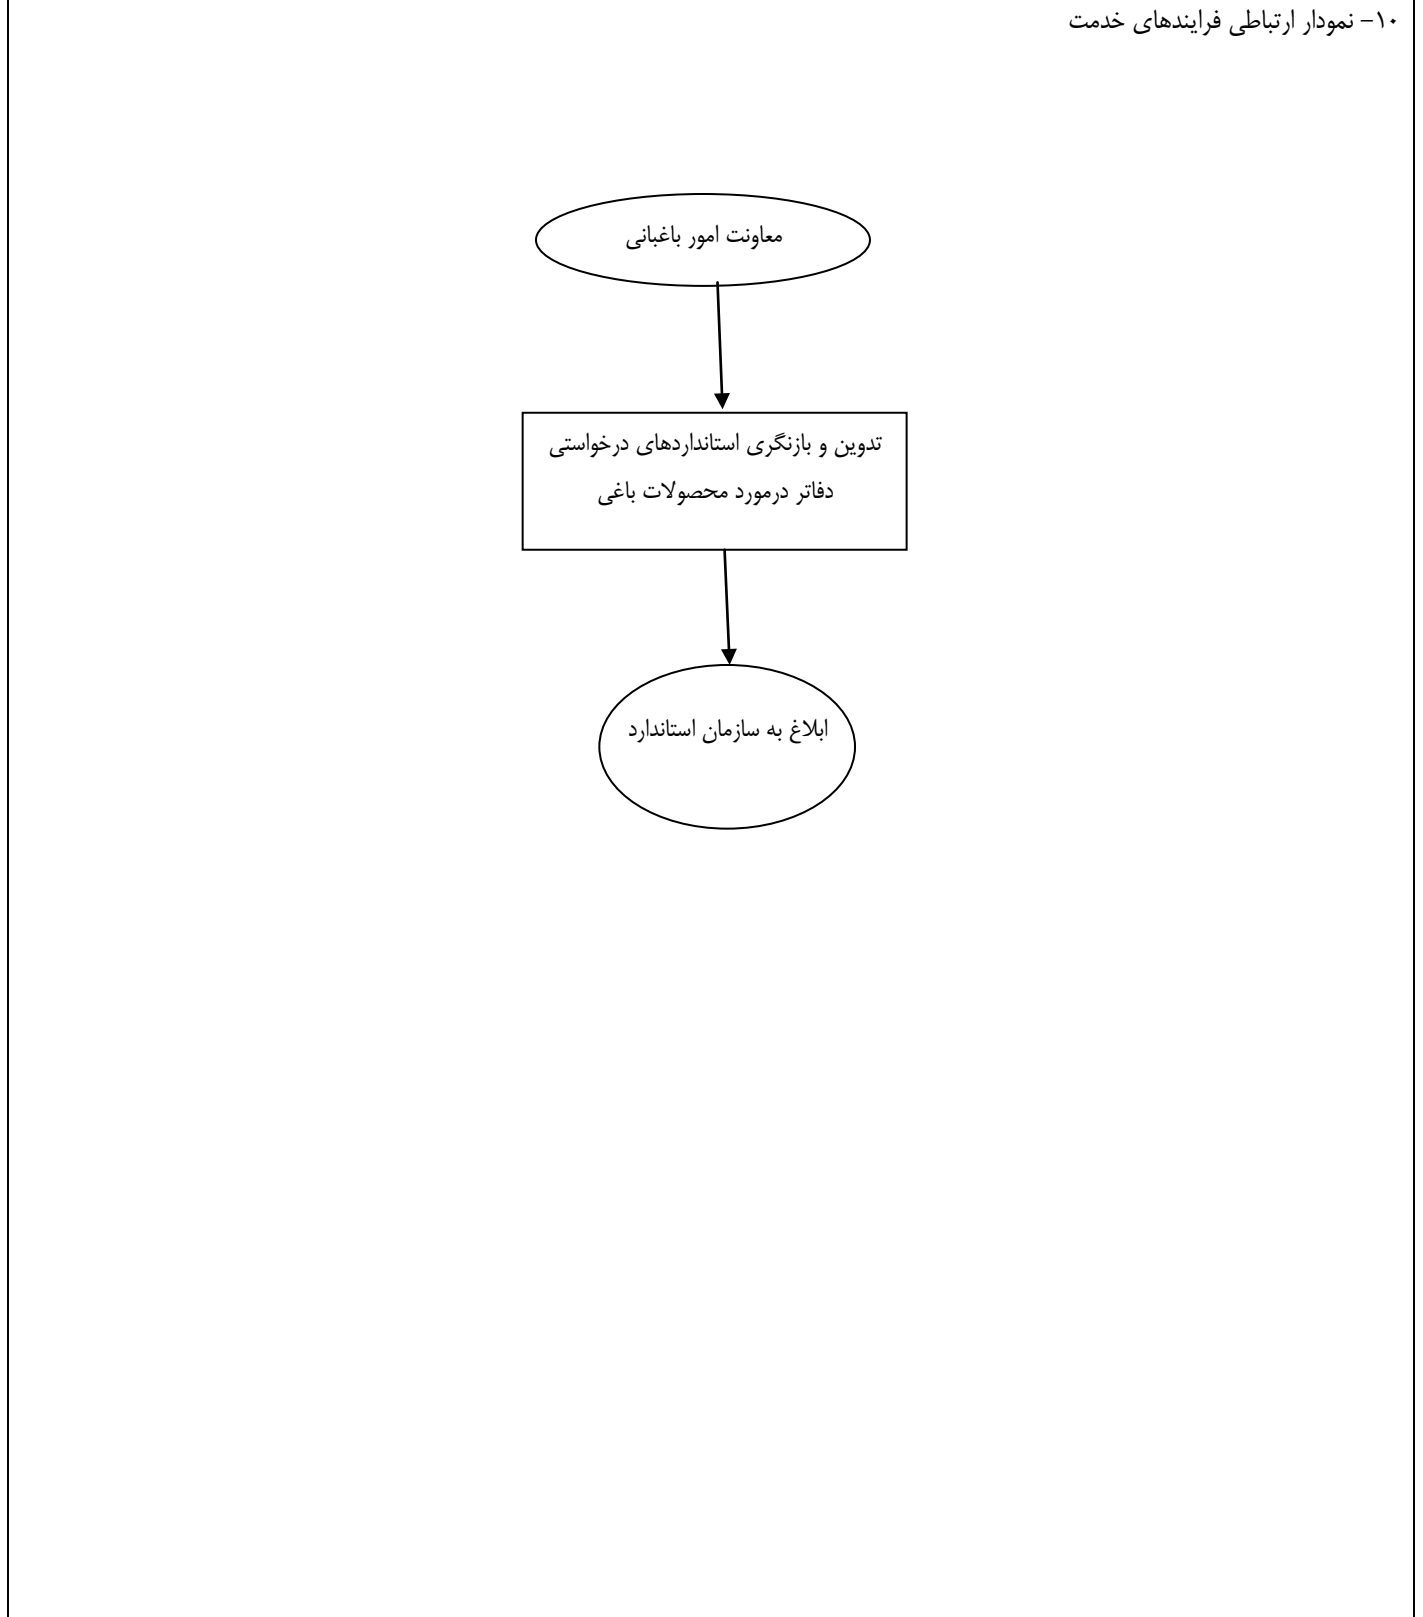 ۱۰- نمودار ارتباطی فرایندهای خدمت
معاونت امور باغبانی
تدوین و بازنگری استانداردهای درخواستی
دفاتر درمورد محصولات باغی
ابلاغ به سازمان استاندارد